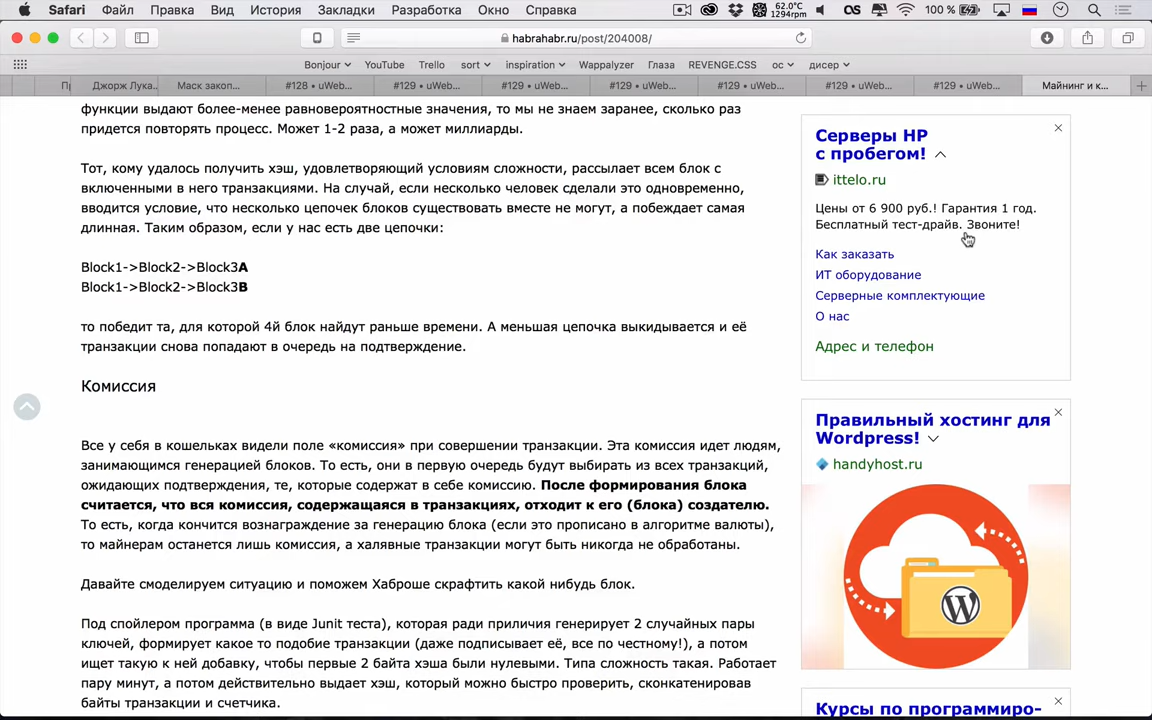 Safari Файл Правка Вид История Закладки Разработка Окно Справка 62.0°C 1294rpm 100 %
habrahabr.ru/post/204008/
Bonjour YouTube Trello sort inspiration Wappalyzer Глаза REVENGE.CSS ос дисер
Джорж Лука... Маск закоп... #128 — uWeb... #129 — uWeb... #129 — uWeb... #129 — uWeb... #129 — uWeb... #129 — uWeb... #129 — uWeb... Майнинг и к...
функции выдают более-менее равновероятностные значения, то мы не знаем заранее, сколько раз
придется повторять процесс. Может 1-2 раза, а может миллиарды.
Тот, кому удалось получить хэш, удовлетворяющий условиям сложности, рассылает всем блок с
включенными в него транзакциями. На случай, если несколько человек сделали это одновременно,
вводится условие, что несколько цепочек блоков существовать вместе не могут, а побеждает самая
длинная. Таким образом, если у нас есть две цепочки:
Block1->Block2->Block3A
Block1->Block2->Block3B
то победит та, для которой 4й блок найдут раньше времени. А меньшая цепочка выкидывается и её
транзакции снова попадают в очередь на подтверждение.
Комиссия
Все у себя в кошельках видели поле «комиссия» при совершении транзакции. Эта комиссия идет людям,
занимающимся генерацией блоков. То есть, они в первую очередь будут выбирать из всех транзакций,
ожидающих подтверждения, те, которые содержат в себе комиссию. После формирования блока
считается, что вся комиссия, содержащаяся в транзакциях, отходит к его (блока) создателю.
То есть, когда кончится вознаграждение за генерацию блока (если это прописано в алгоритме валюты),
то майнерам останется лишь комиссия, а халявные транзакции могут быть никогда не обработаны.
Давайте смоделируем ситуацию и поможем Хаброше скрафтить какой нибудь блок.
Под спойлером программа (в виде Junit теста), которая ради приличия генерирует 2 случайных пары
ключей, формирует какое то подобие транзакции (даже подписывает её, все по честному!), а потом
ищет такую к ней добавку, чтобы первые 2 байта хэша были нулевыми. Типа сложность такая. Работает
пару минут, а потом действительно выдает хэш, который можно быстро проверить, сконкатенировав
байты транзакции и счетчика.
Серверы HP
с пробегом!
ittelo.ru
Цены от 6 900 руб.! Гарантия 1 год.
Бесплатный тест-драйв. Звоните!
Как заказать
ИТ оборудование
Серверные комплектующие
О нас
Адрес и телефон
Правильный хостинг для
Wordpress!
handyhost.ru
Курсы по программиро-